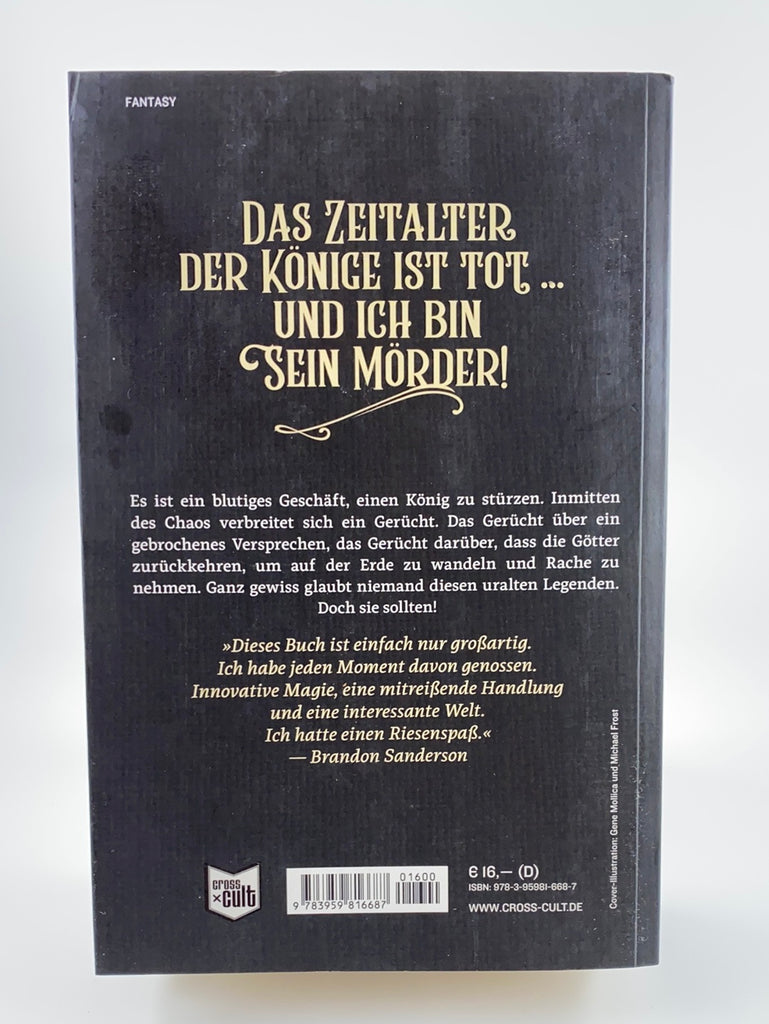 FANTASY
DAS ZEITALTER
DER KÖNIGE IST TOT ...
UND ICH BIN
SEIN MÖRDER!
Es ist ein blutiges Geschäft, einen König zu stürzen. Inmitten
des Chaos verbreitet sich ein Gerücht. Das Gerücht über ein
gebrochenes Versprechen, das Gerücht darüber, dass die Götter
zurückkehren, um auf der Erde zu wandeln und Rache zu
nehmen. Ganz gewiss glaubt niemand diesen uralten Legenden.
Doch sie sollten!
»Dieses Buch ist einfach nur großartig.
Ich habe jeden Moment davon genossen.
Innovative Magie, eine mitreißende Handlung
und eine interessante Welt.
Ich hatte einen Riesenspaß.«
— Brandon Sanderson
Cover-Illustration: Gene Mollica und Michael Frost
cross
×cult
01600
9 783959 816687
€ 16,— (D)
ISBN: 978-3-95981-668-7
WWW.CROSS-CULT.DE